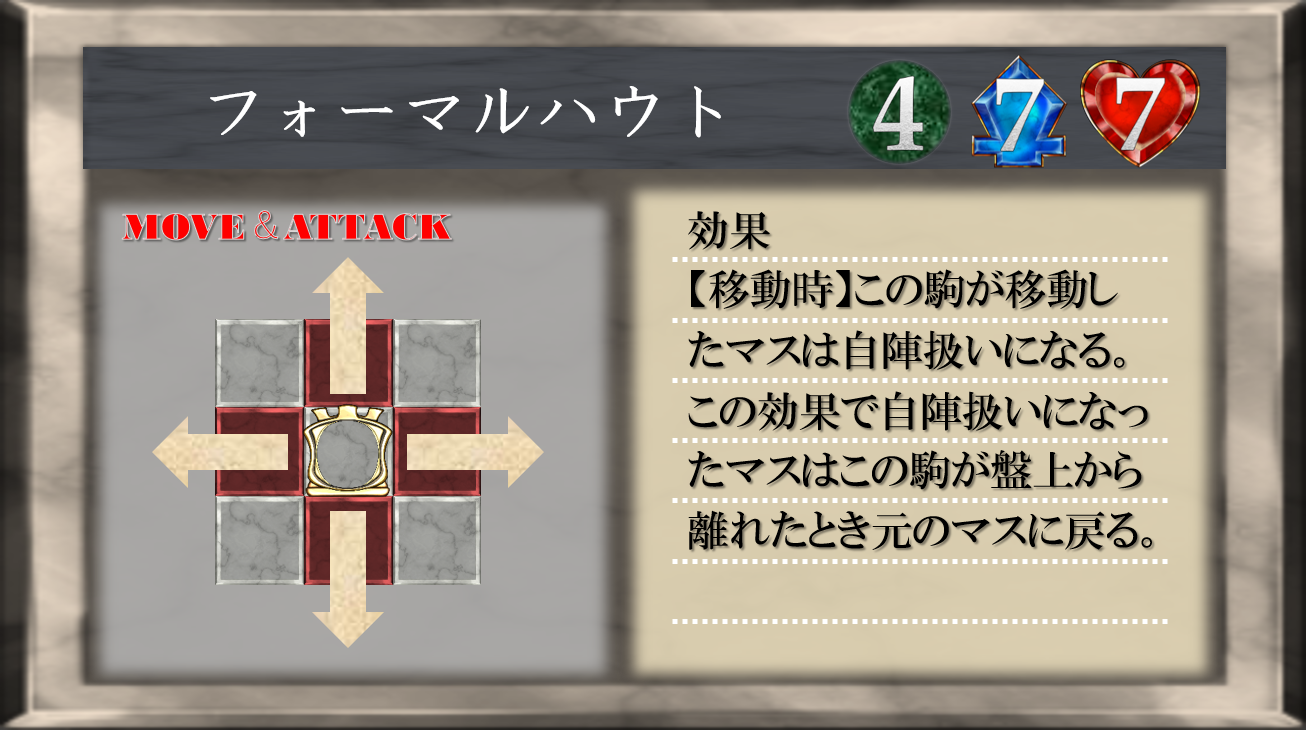 フォーマルハウト
4 7 7
MOVE & ATTACK
効果
【移動時】この駒が移動し
たマスは自陣扱いになる。
この効果で自陣扱いになっ
たマスはこの駒が盤上から
離れたとき元のマスに戻る。